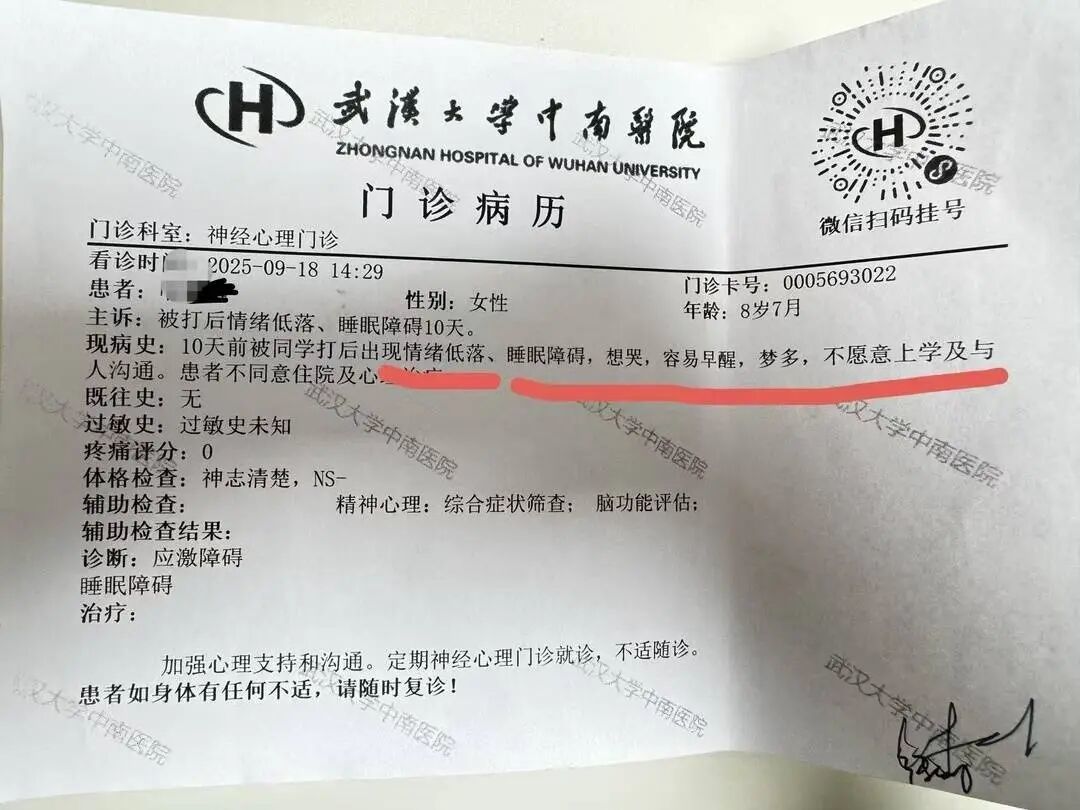 武汉大学中南医院
ZHONGNAN HOSPITAL OF WUHAN UNIVERSITY
门诊病历
微信扫码挂号
门诊科室：神经心理门诊
看诊时 2025-09-18 14:29
门诊卡号：0005693022
患者：
性别：女性
年龄：8岁7月
主诉：被打后情绪低落、睡眠障碍10天。
现病史：10天前被同学打后出现情绪低落、睡眠障碍，想哭，容易早醒，梦多，不愿意上学及与
人沟通。患者不同意住院及心
既往史：无
过敏史：过敏史未知
疼痛评分：0
体格检查：神志清楚，NS-
辅助检查： 精神心理：综合症状筛查； 脑功能评估；
辅助检查结果：
诊断：应激障碍
睡眠障碍
治疗：
加强心理支持和沟通。定期神经心理门诊就诊，不适随诊。
患者如身体有任何不适，请随时复诊！
武汉大学中南医院